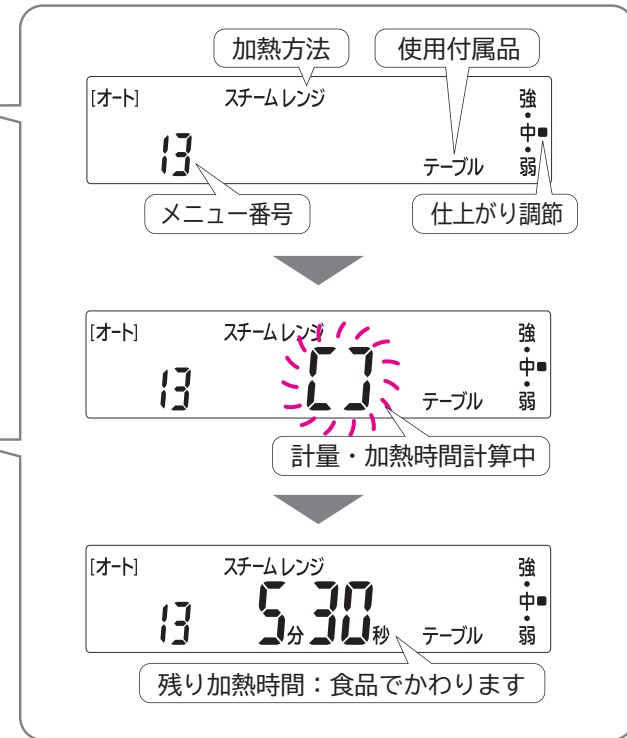 加熱方法 使用付属品
[オート] スチームレンジ 強・中・弱
13 テーブル
メニュー番号 仕上がり調節
[オート] スチームレンジ 強・中・弱
13 テーブル
計量・加熱時間計算中
[オート] スチームレンジ 強・中・弱
13 5分30秒 テーブル
残り加熱時間：食品でかわります